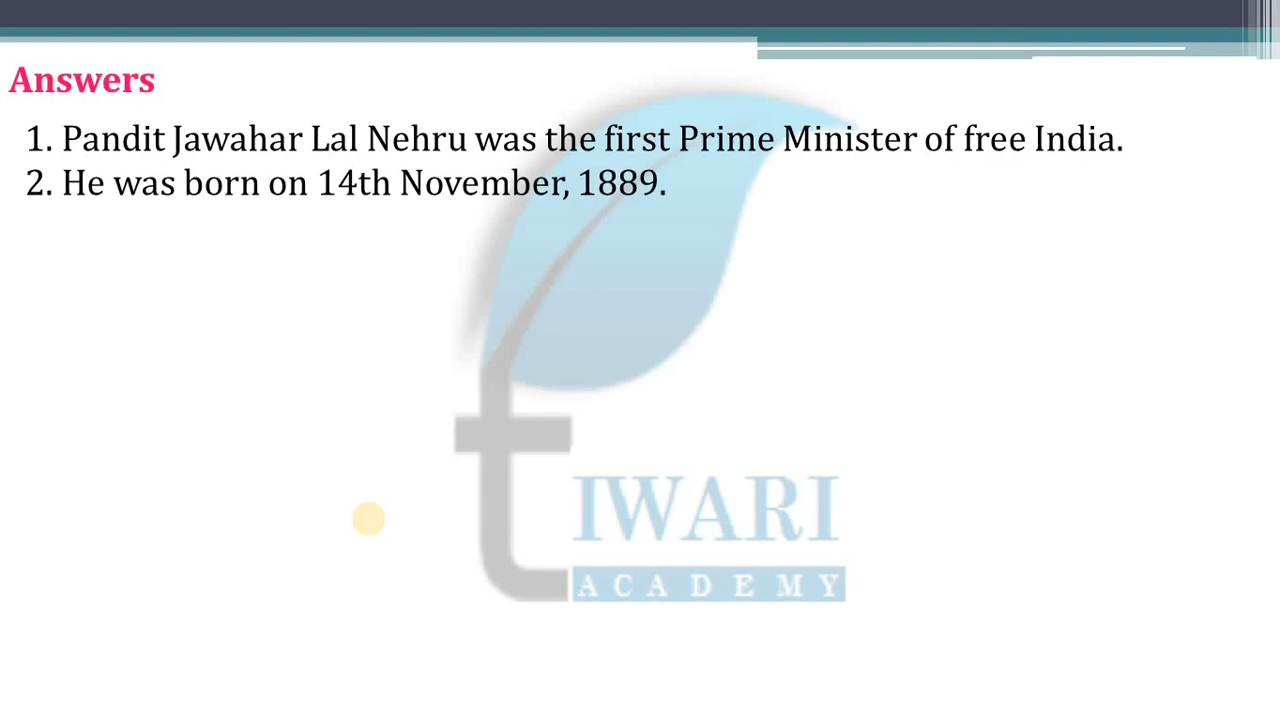 Answers
1. Pandit Jawahar Lal Nehru was the first Prime Minister of free India.
2. He was born on 14th November, 1889.
tIWARI
ACADEMY